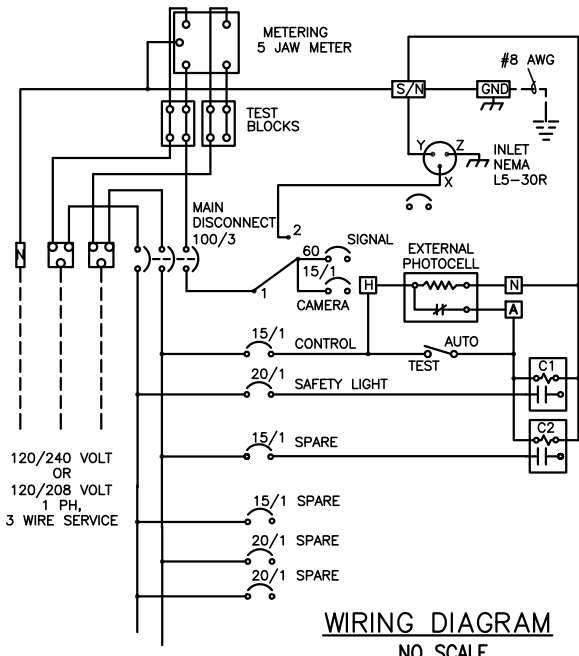 METERING
5 JAW METER
#8 AWG
S/N
GND
TEST
BLOCKS
Y
Z
X
INLET
NEMA
L5-30R
MAIN
DISCONNECT
100/3
2
N
60
SIGNAL
15/1
CAMERA
1
EXTERNAL
PHOTOCELL
H
N
A
15/1
CONTROL
AUTO
TEST
C1
20/1 SAFETY LIGHT
C2
15/1 SPARE
120/240 VOLT
OR
120/208 VOLT
1 PH,
3 WIRE SERVICE
15/1 SPARE
20/1 SPARE
20/1 SPARE
WIRING DIAGRAM
NO SCALE